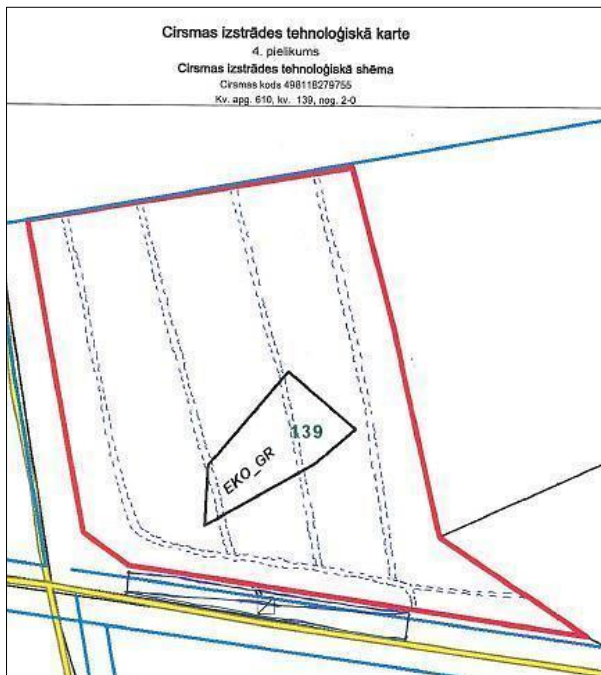 Cirsmas izstrādes tehnoloģiskā karte
4. pielikums
Cirsmas izstrādes tehnoloģiskā shēma
Cirsmas kods 498118279755
Kv. apg. 610, kv. 139, nog. 2-0
139
EKO_GR